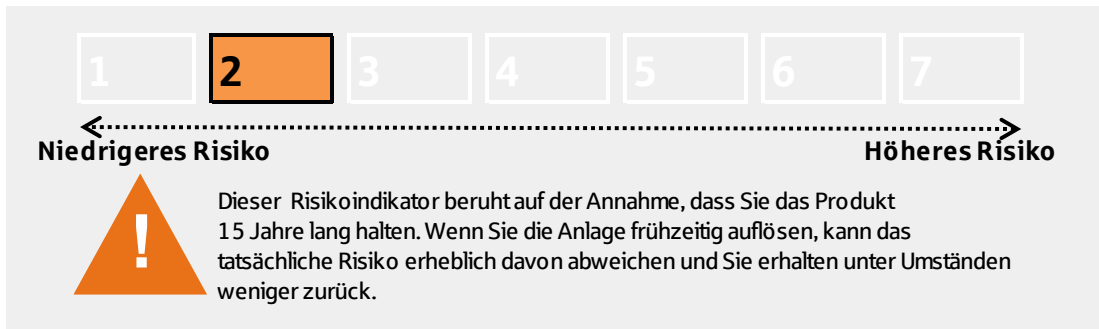 1 2 3 4 5 6 7
Niedrigeres Risiko Höheres Risiko
!
Dieser Risikoindikator beruht auf der Annahme, dass Sie das Produkt
15 Jahre lang halten. Wenn Sie die Anlage frühzeitig auflösen, kann das
tatsächliche Risiko erheblich davon abweichen und Sie erhalten unter Umständen
weniger zurück.